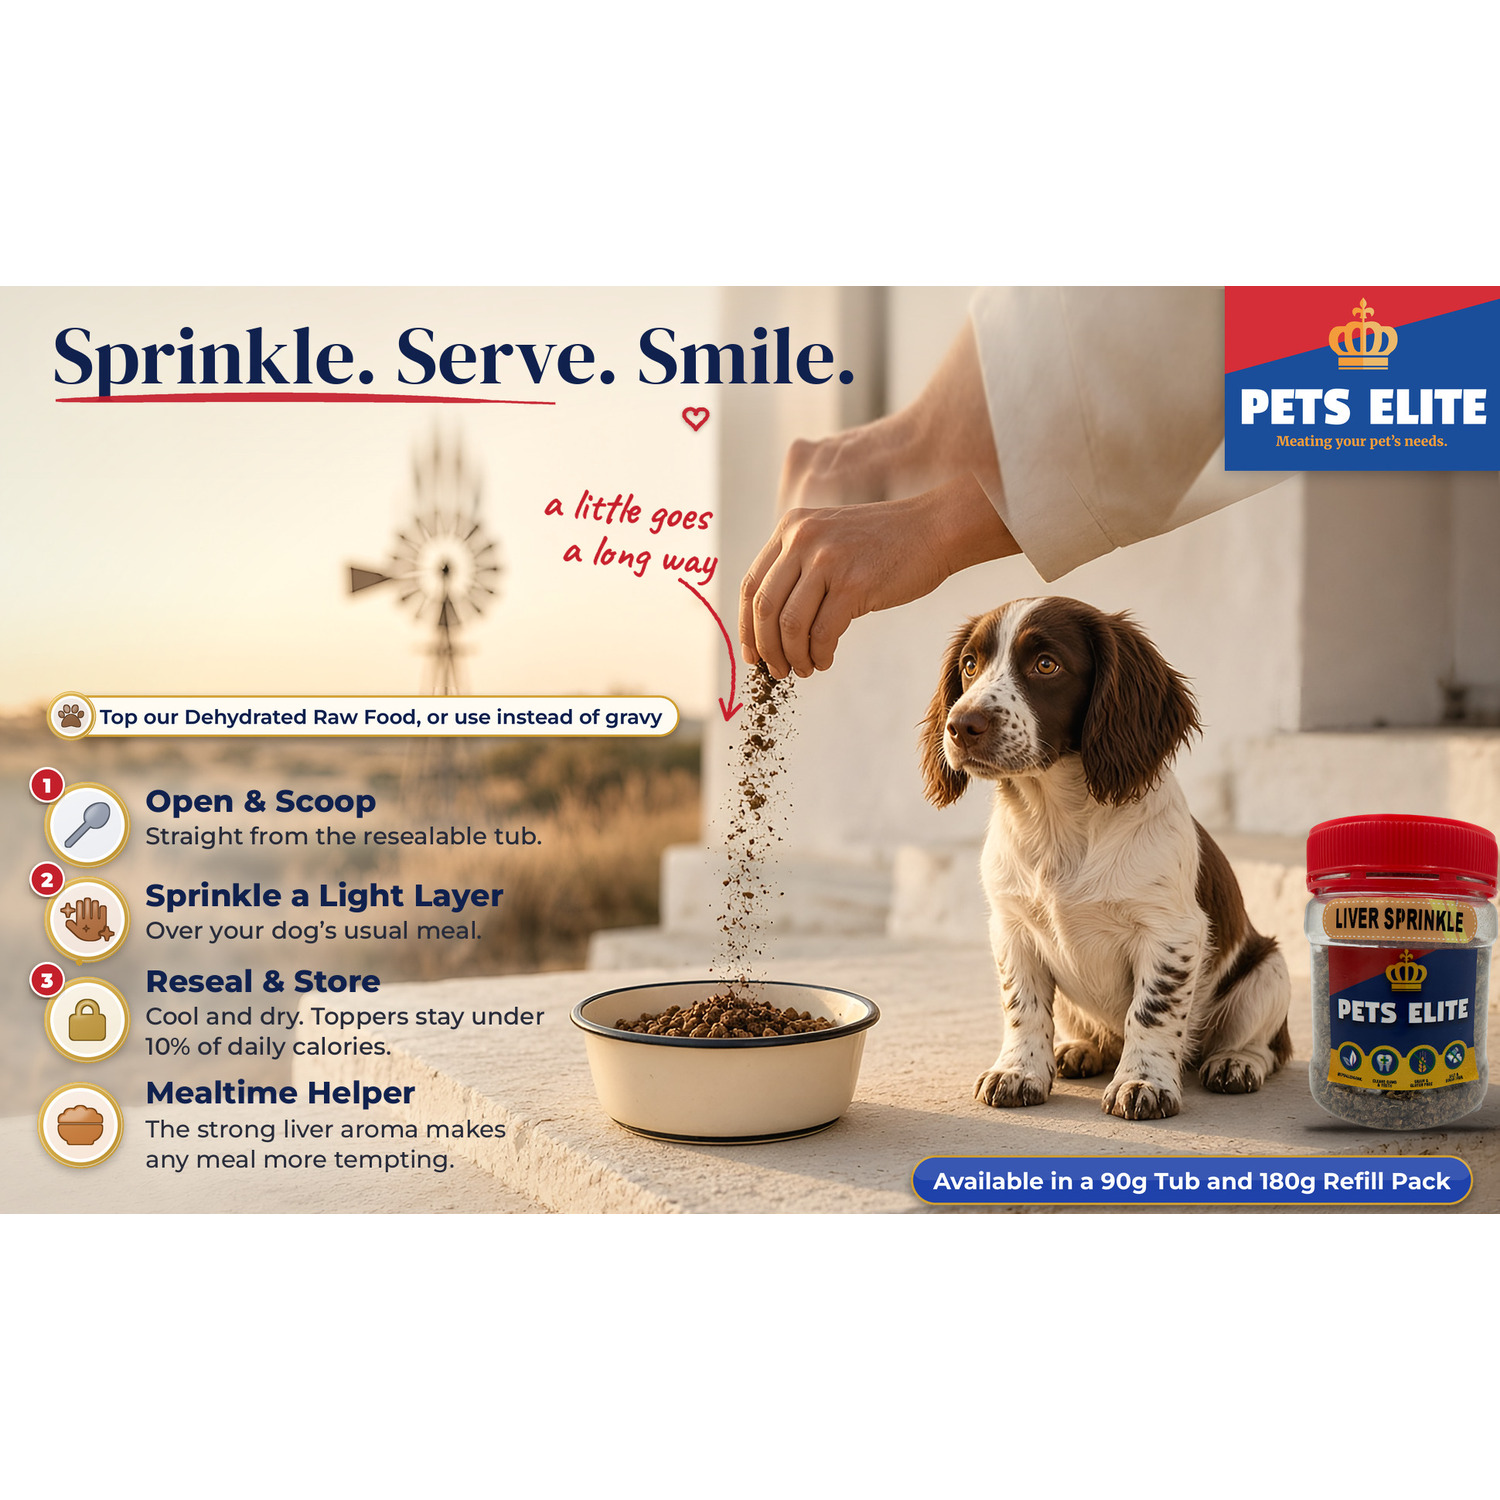 Sprinkle. Serve. Smile.
PETS ELITE
Meating your pet's needs.
a little goes
a long way
Top our Dehydrated Raw Food, or use instead of gravy
1
Open & Scoop
Straight from the resealable tub.
2
Sprinkle a Light Layer
Over your dog's usual meal.
3
Reseal & Store
Cool and dry. Toppers stay under
10% of daily calories.
Mealtime Helper
The strong liver aroma makes
any meal more tempting.
LIVER SPRINKLE
PETS ELITE
Available in a 90g Tub and 180g Refill Pack